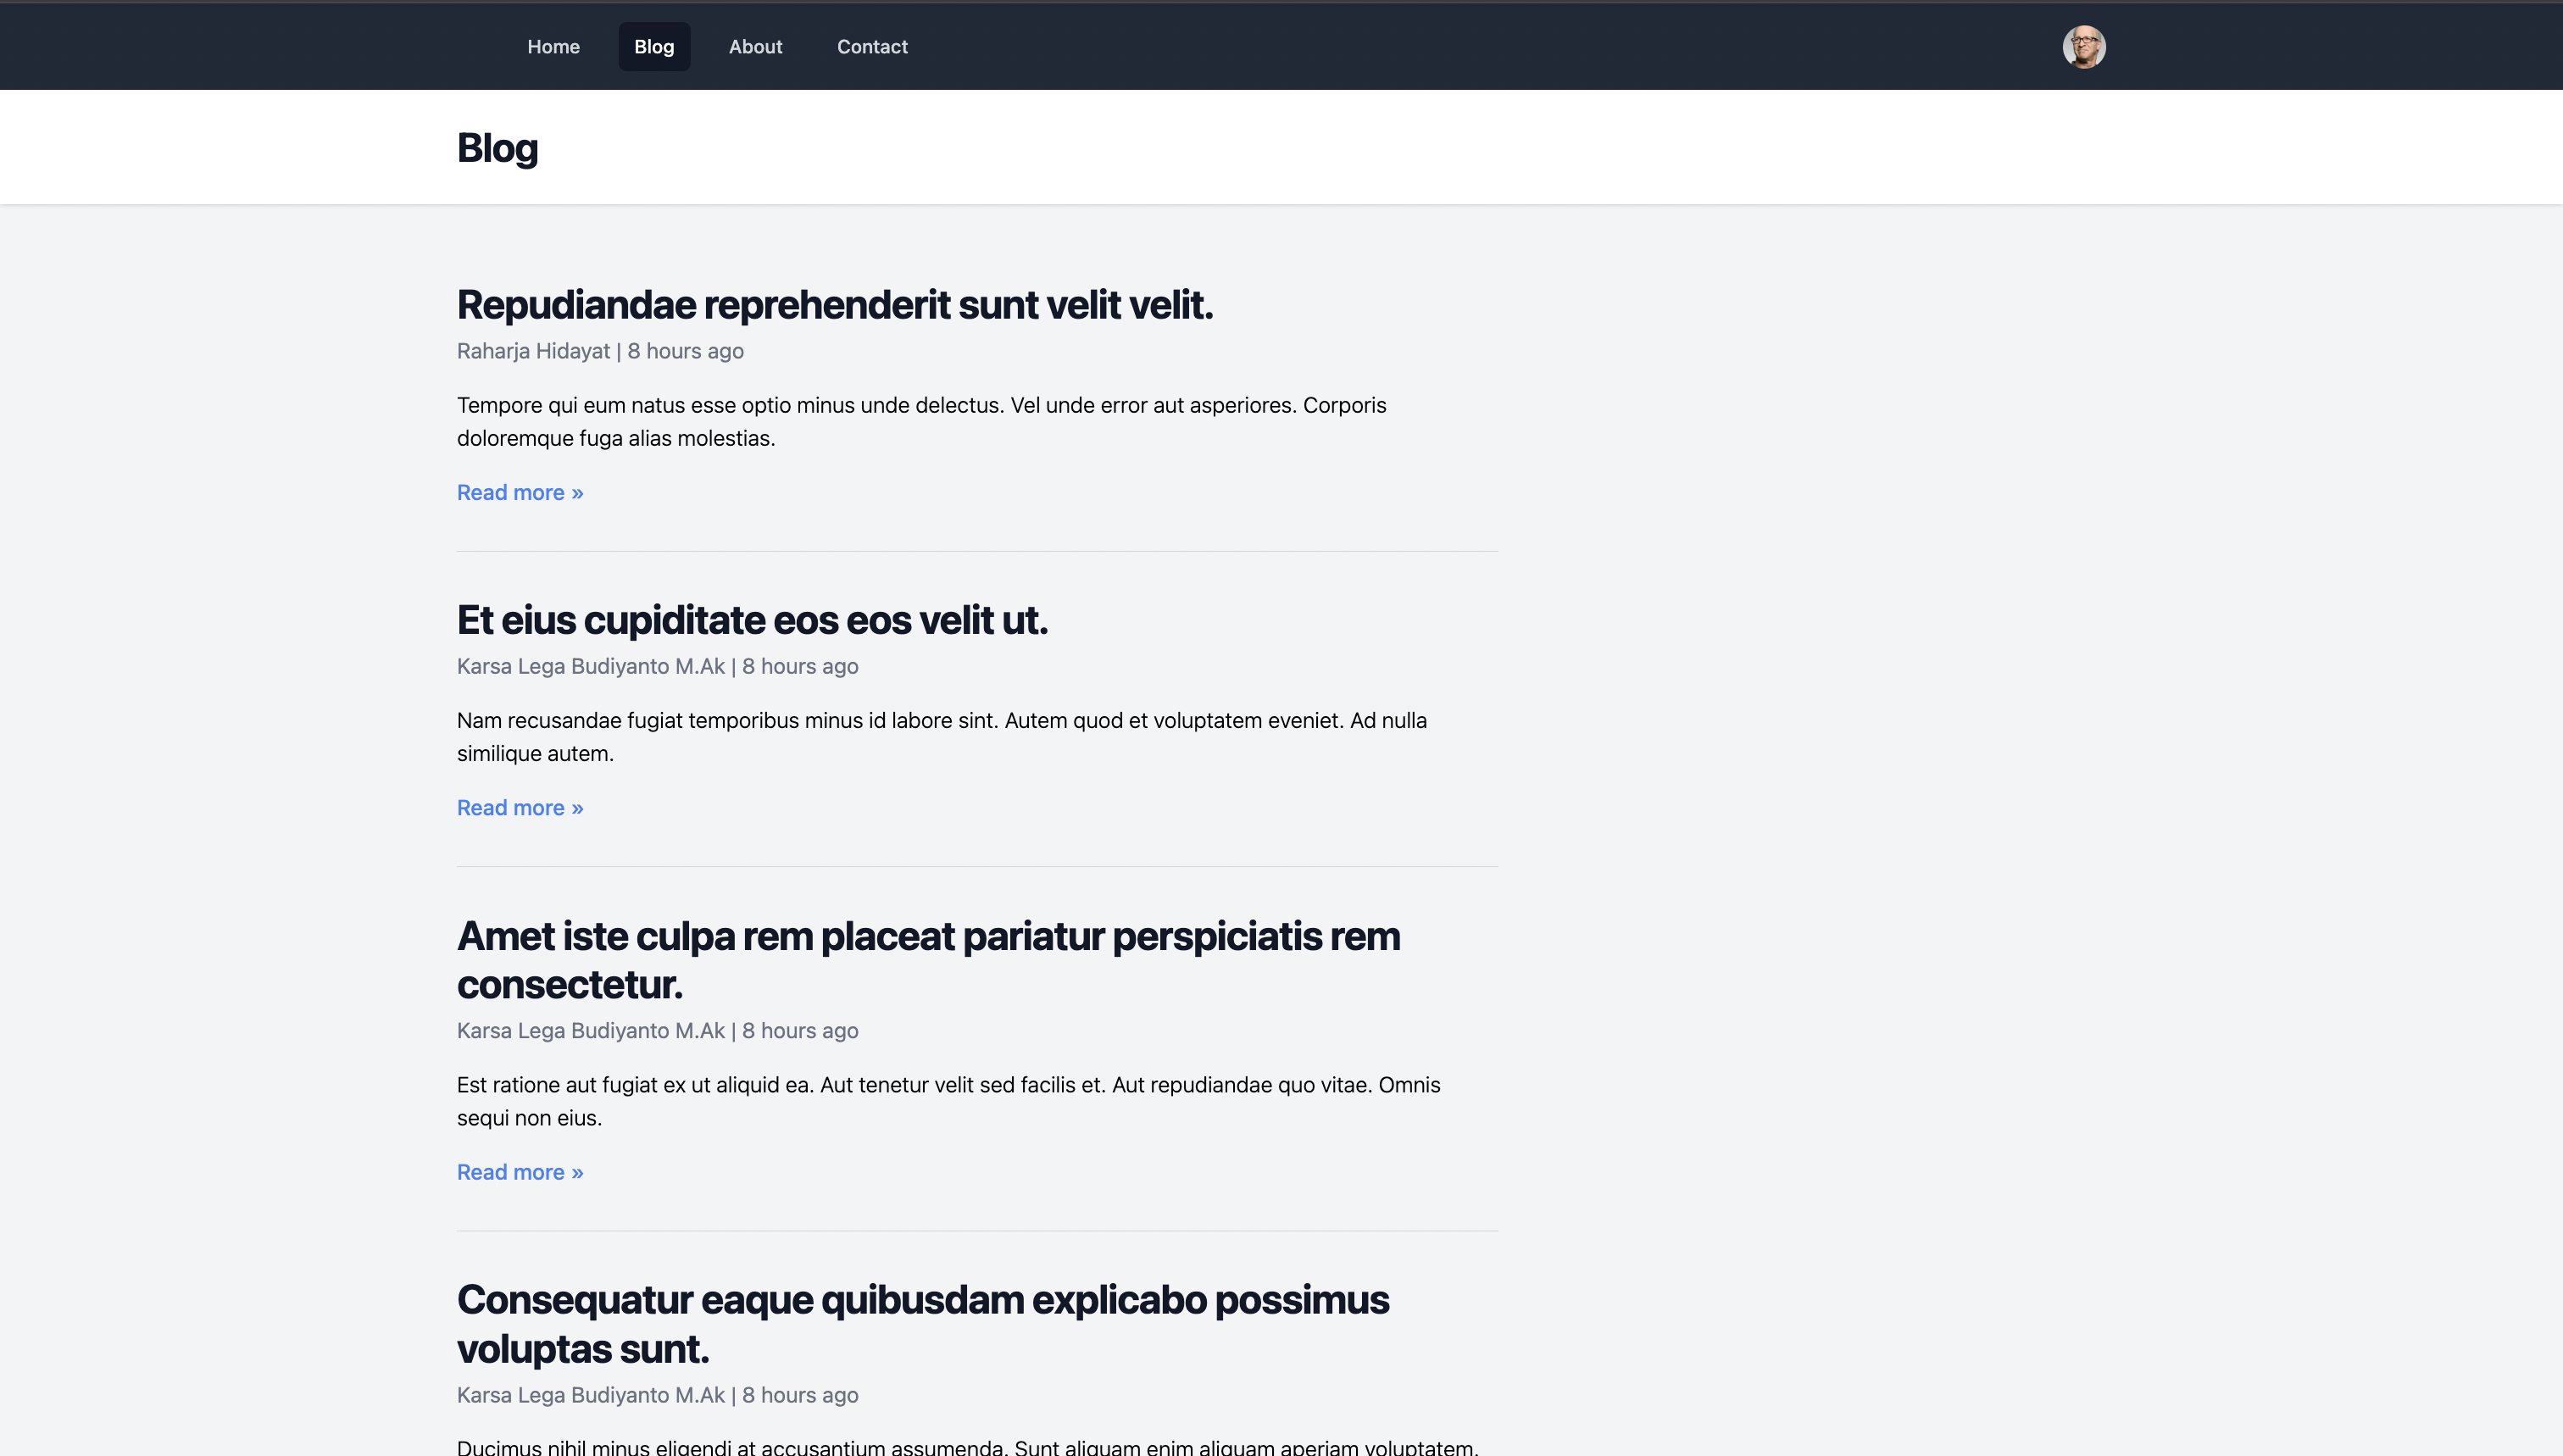 Home Blog About Contact
Blog
Repudiandae reprehenderit sunt velit velit.
Raharja Hidayat | 8 hours ago
Tempore qui eum natus esse optio minus unde delectus. Vel unde error aut asperiores. Corporis
doloremque fuga alias molestias.
Read more »
Et eius cupiditate eos eos velit ut.
Karsa Lega Budiyanto M.Ak | 8 hours ago
Nam recusandae fugiat temporibus minus id labore sint. Autem quod et voluptatem eveniet. Ad nulla
similique autem.
Read more »
Amet iste culpa rem placeat pariatur perspiciatis rem
consectetur.
Karsa Lega Budiyanto M.Ak | 8 hours ago
Est ratione aut fugiat ex ut aliquid ea. Aut tenetur velit sed facilis et. Aut repudiandae quo vitae. Omnis
sequi non eius.
Read more »
Consequatur eaque quibusdam explicabo possimus
voluptas sunt.
Karsa Lega Budiyanto M.Ak | 8 hours ago
Ducimus nihil minus eligendi at accusantium assumenda. Sunt aliquam enim aliquam aperiam voluptatem.